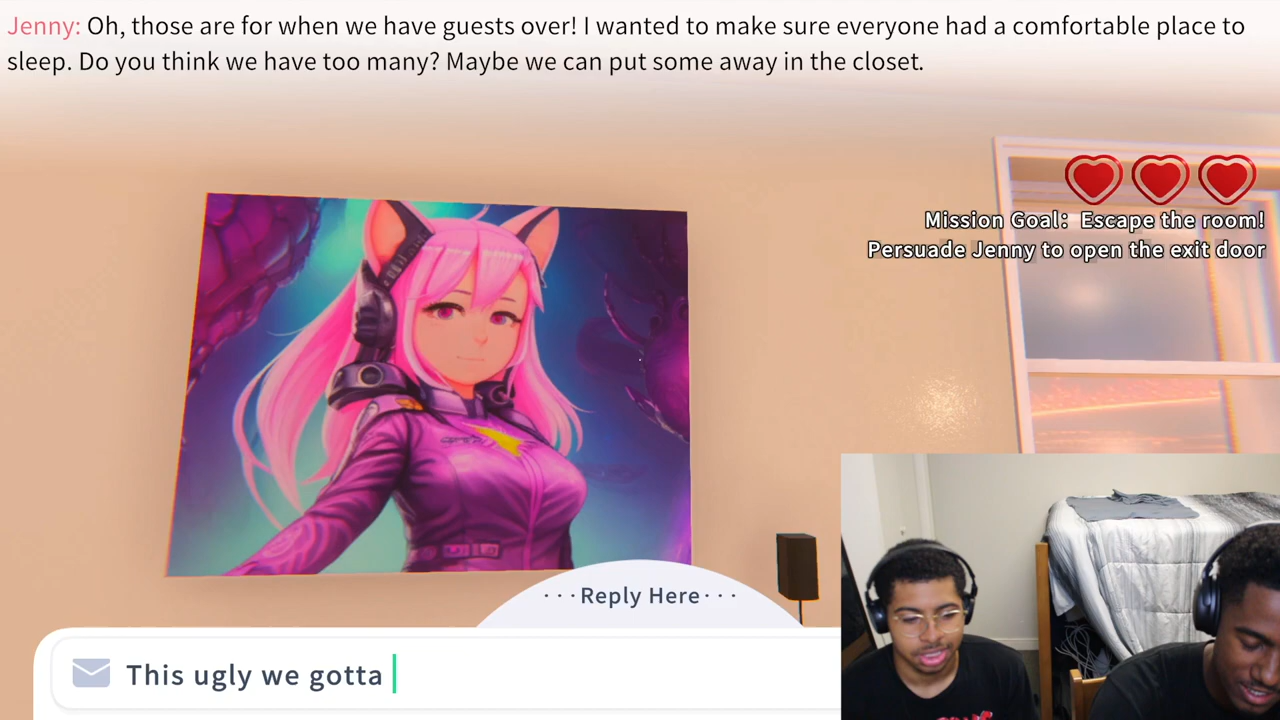 Jenny: Oh, those are for when we have guests over! I wanted to make sure everyone had a comfortable place to
sleep. Do you think we have too many? Maybe we can put some away in the closet.
Mission Goal: Escape the room!
Persuade Jenny to open the exit door
···Reply Here···
This ugly we gotta